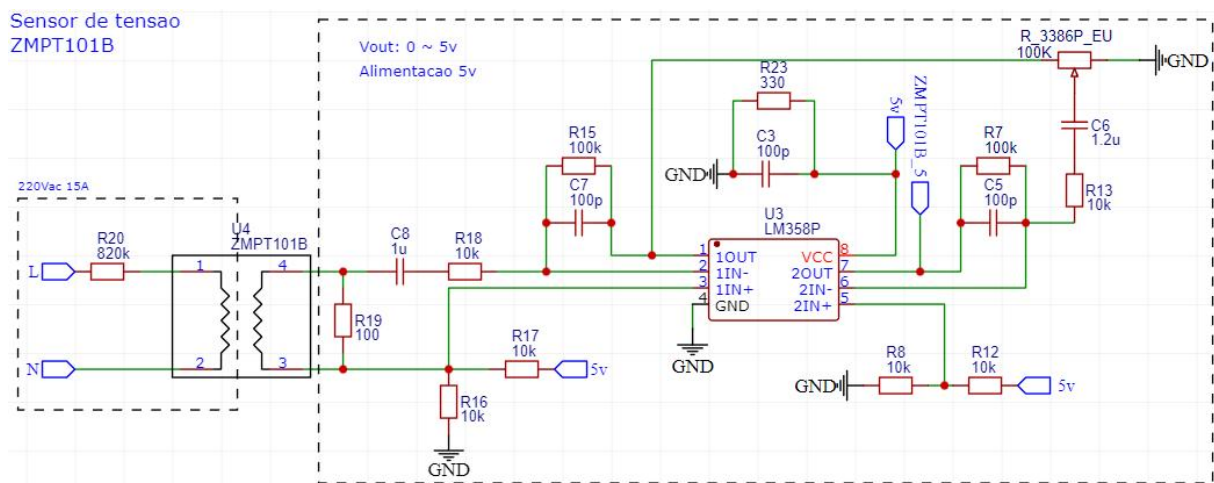 Sensor de tensao
ZMPT101B
Vout: 0 ~ 5v
Alimentacao 5v
R_3386P_EU
100K
GND
R23
330
C3
100p
GND
5v
ZMPT101B_5
C6
1.2u
R15
100k
C7
100p
R7
100k
C5
100p
R13
10k
220Vac 15A
L
R20
820k
U4
ZMPT101B
1
4
2
3
N
C8
1u
R18
10k
R19
100
U3
LM358P
1
1OUT
VCC
8
2
1IN-
2OUT
7
3
1IN+
2IN-
6
4
GND
2IN+
5
GND
R17
10k
5v
R16
10k
GND
R8
10k
R12
10k
GND
5v